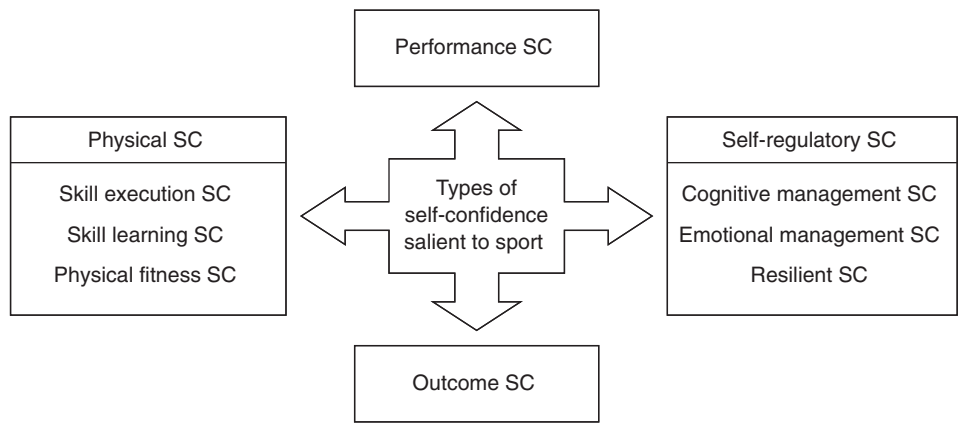 Performance SC
Physical SC
Skill execution SC
Skill learning SC
Physical fitness SC
Types of
self-confidence
salient to sport
Self-regulatory SC
Cognitive management SC
Emotional management SC
Resilient SC
Outcome SC